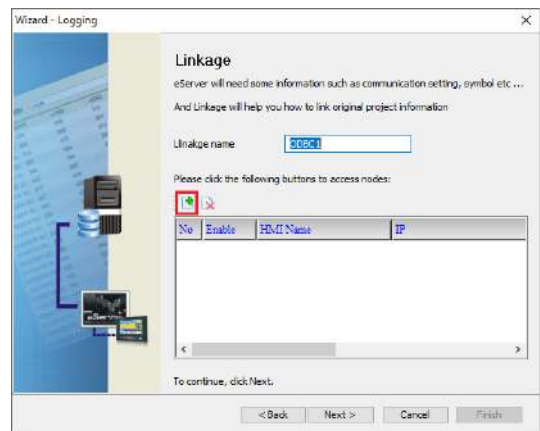 Wizard - Logging
Linkage
eServer will need some information such as communication setting, symbol etc ...
And Linkage will help you how to link original project information
Llinakge name
ODBC1
Please click the following buttons to access nodes:
No Enable HMI Name IP
eServer
To continue, click Next.
< Back Next > Cancel Finish